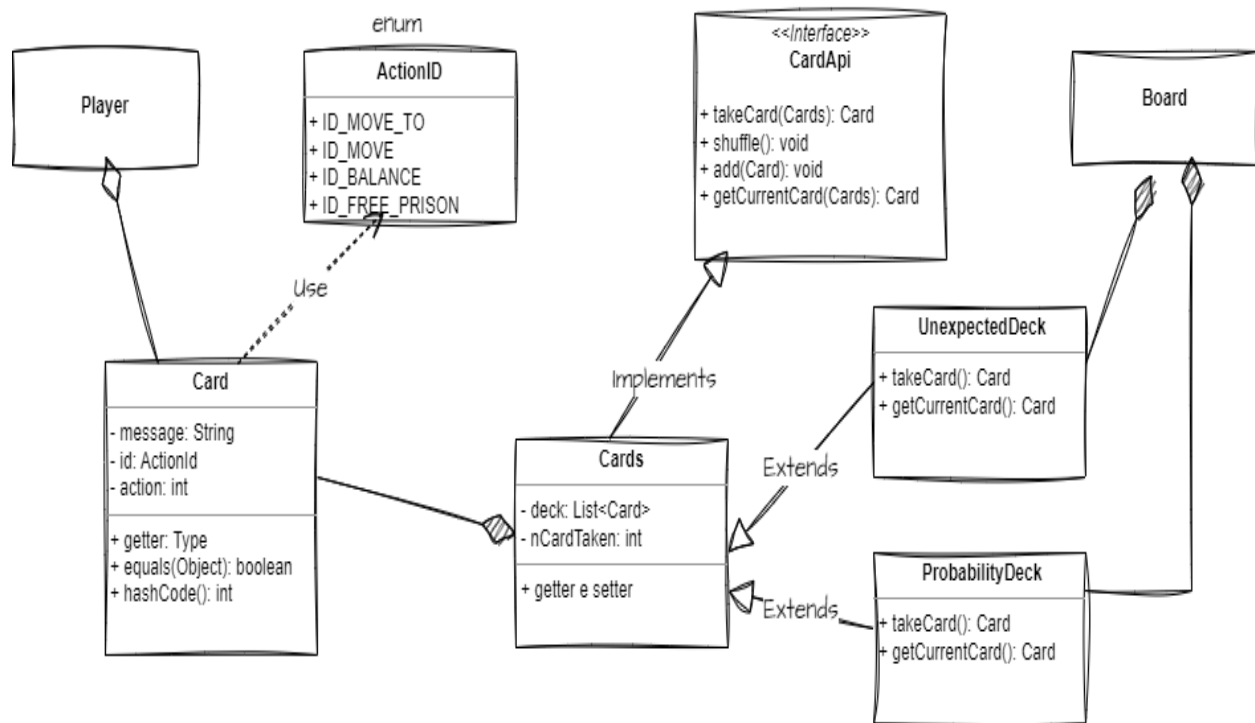 enum
Player
ActionID
+ ID_MOVE_TO
+ ID_MOVE
+ ID_BALANCE
+ ID_FREE_PRISON
<<Interface>>
CardApi
+ takeCard(Cards): Card
+ shuffle(): void
+ add(Card): void
+ getCurrentCard(Cards): Card
Board
Use
Implements
UnexpectedDeck
+ takeCard(): Card
+ getCurrentCard(): Card
Card
- message: String
- id: ActionId
- action: int
+ getter: Type
+ equals(Object): boolean
+ hashCode(): int
Cards
- deck: List<Card>
- nCardTaken: int
+ getter e setter
Extends
Extends
ProbabilityDeck
+ takeCard(): Card
+ getCurrentCard(): Card